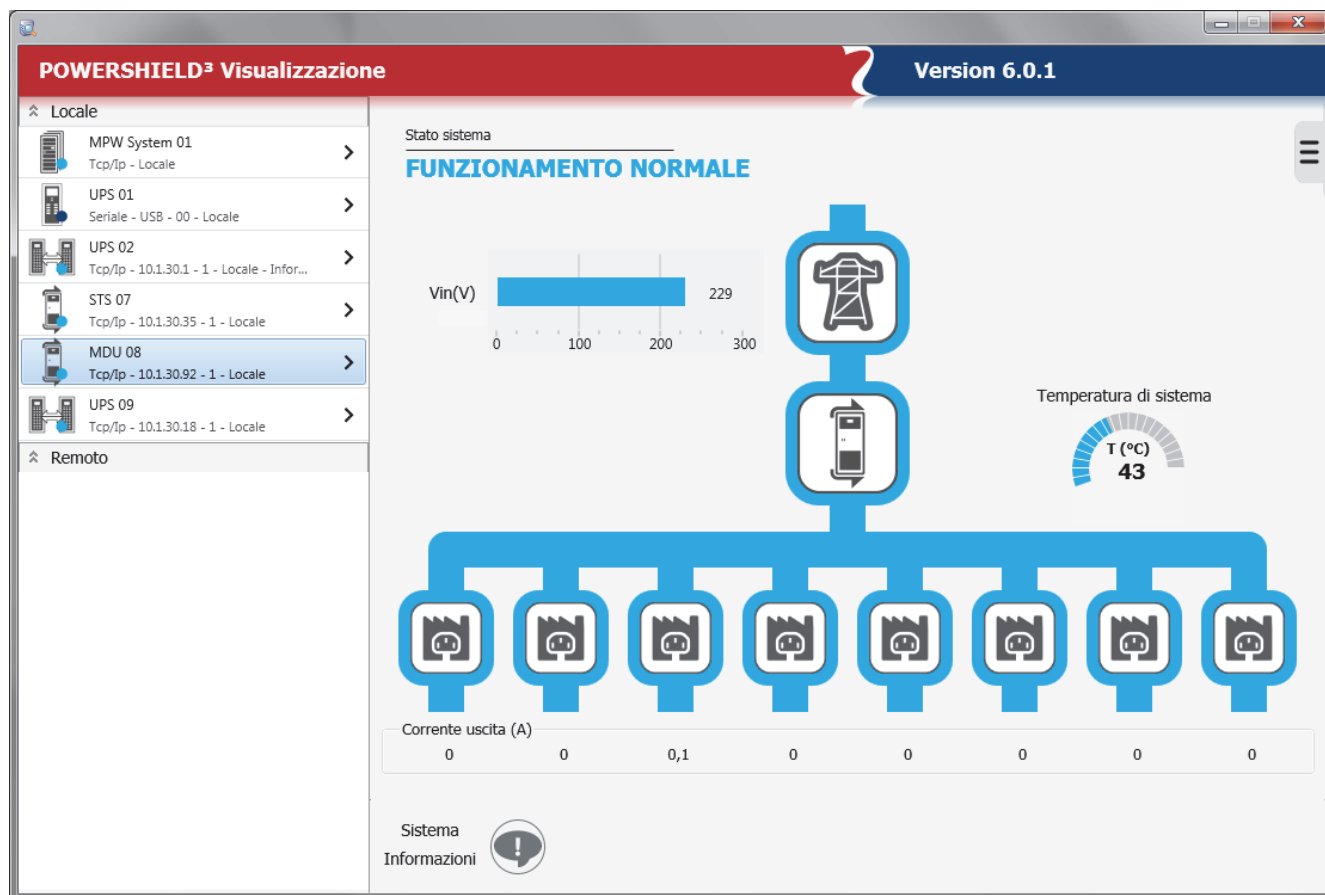 POWERSHIELD³ Visualizzazione
Version 6.0.1
Locale
MPW System 01
Tcp/Ip - Locale
UPS 01
Seriale - USB - 00 - Locale
UPS 02
Tcp/Ip - 10.1.30.1 - 1 - Locale - Infor...
STS 07
Tcp/Ip - 10.1.30.35 - 1 - Locale
MDU 08
Tcp/Ip - 10.1.30.92 - 1 - Locale
UPS 09
Tcp/Ip - 10.1.30.18 - 1 - Locale
Remoto
Stato sistema
FUNZIONAMENTO NORMALE
Vin(V)
229
0 100 200 300
Temperatura di sistema
T (°C)
43
Corrente uscita (A)
0 0 0,1 0 0 0 0 0
Sistema
Informazioni